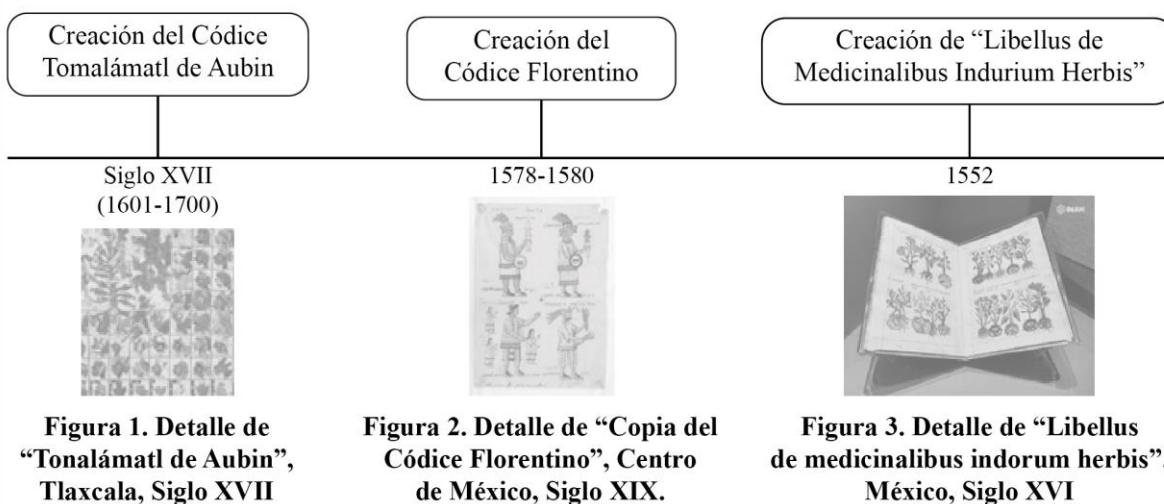 Creación del Códice
Tomalámatl de Aubin
Creación del
Códice Florentino
Creación de “Libellus de
Medicinalibus Indurium Herbis”
Siglo XVII
(1601-1700)
1578-1580
1552
Figura 1. Detalle de
“Tonalámatl de Aubin”,
Tlaxcala, Siglo XVII
Figura 2. Detalle de “Copia del
Códice Florentino”, Centro
de México, Siglo XIX.
Figura 3. Detalle de “Libellus
de medicinalibus indorum herbis”.
México, Siglo XVI